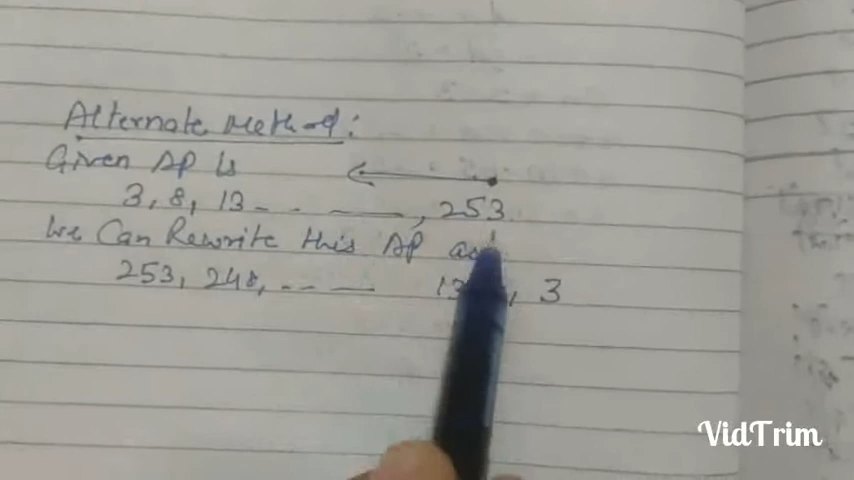 Alternate Method:
Given AP is
3, 8, 13 - - - - - , 253
We Can Rewrite this AP as
253, 248, - - - 13 , 3
VidTrim